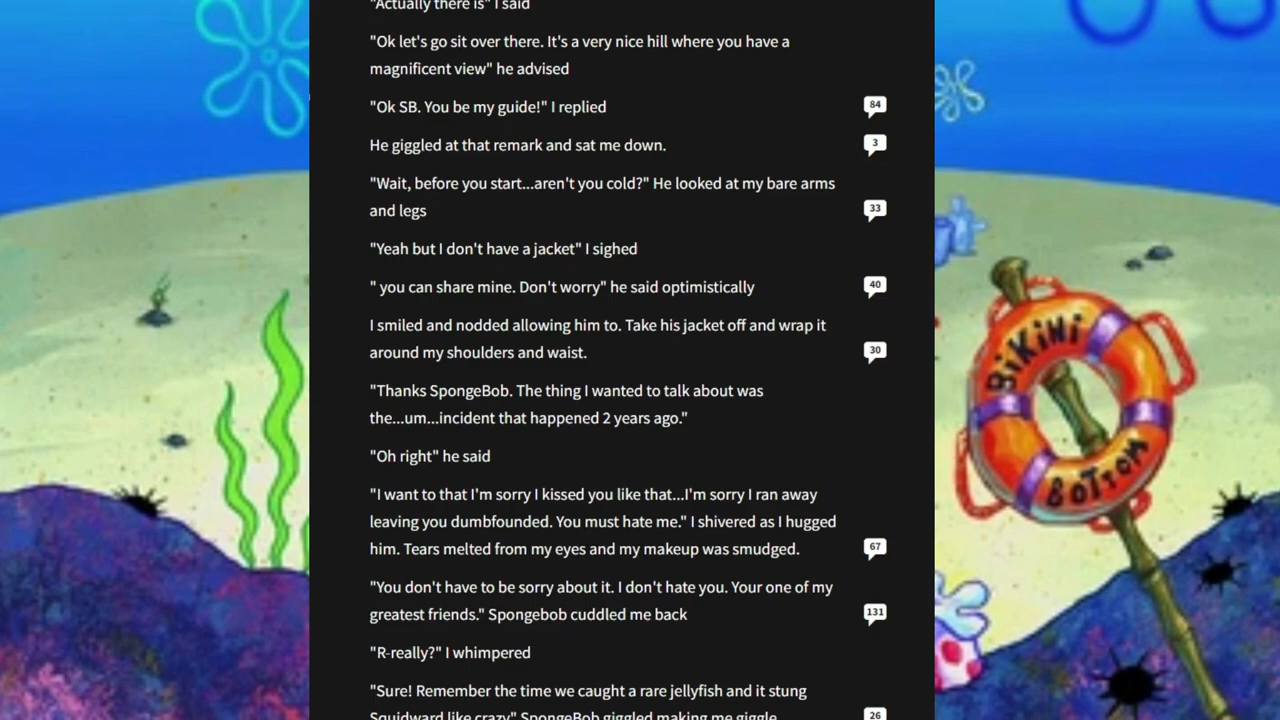 "Actually there is" I said
"Ok let's go sit over there. It's a very nice hill where you have a
magnificent view" he advised
"Ok SB. You be my guide!" I replied
84
He giggled at that remark and sat me down.
3
"Wait, before you start...aren't you cold?" He looked at my bare arms
and legs
33
"Yeah but I don't have a jacket" I sighed
" you can share mine. Don't worry" he said optimistically
40
I smiled and nodded allowing him to. Take his jacket off and wrap it
around my shoulders and waist.
30
"Thanks SpongeBob. The thing I wanted to talk about was
the...um...incident that happened 2 years ago."
"Oh right" he said
"I want to that I'm sorry I kissed you like that...I'm sorry I ran away
leaving you dumbfounded. You must hate me." I shivered as I hugged
him. Tears melted from my eyes and my makeup was smudged.
67
"You don't have to be sorry about it. I don't hate you. Your one of my
greatest friends." Spongebob cuddled me back
131
"R-really?" I whimpered
"Sure! Remember the time we caught a rare jellyfish and it stung
Squidward like crazy" SpongeBob giggled making me giggle
26
BIKINI
BOTTOM